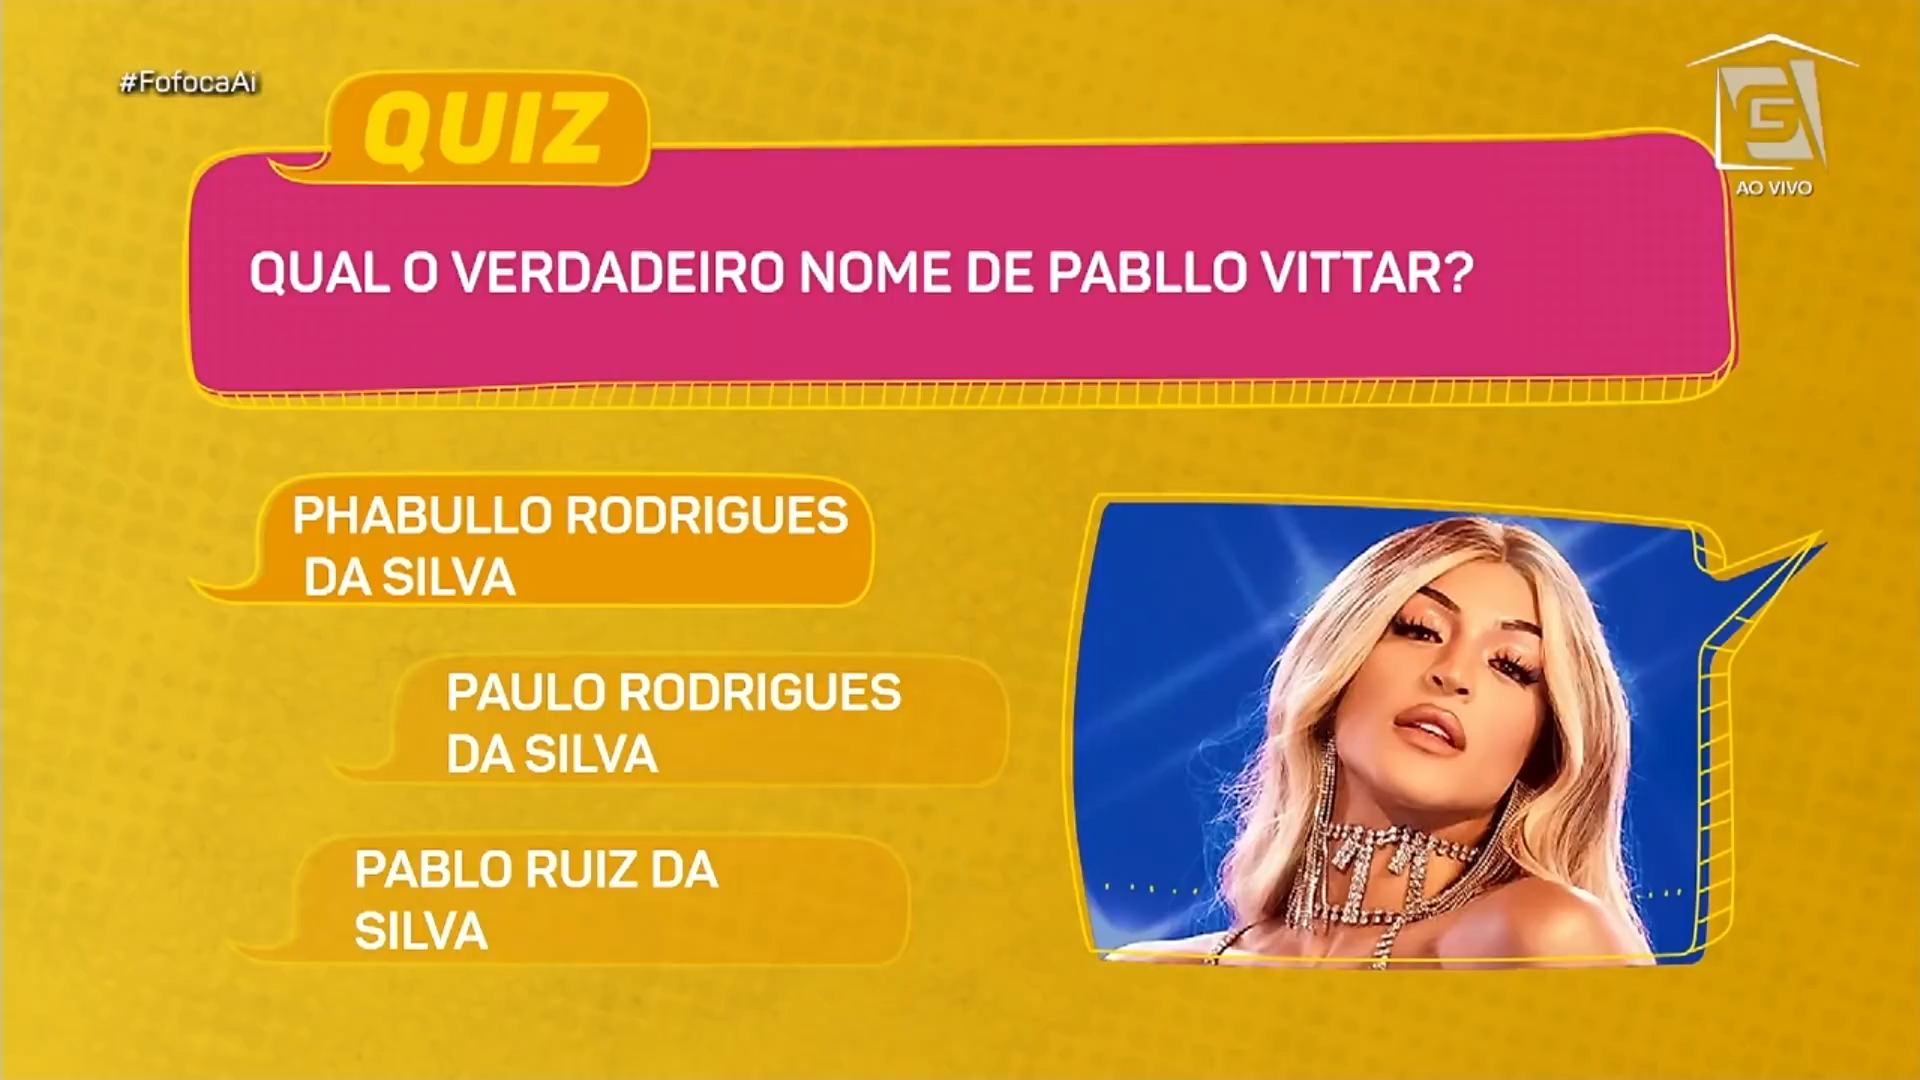 #FofocaAi
QUIZ
AO VIVO
QUAL O VERDADEIRO NOME DE PABLLO VITTAR?
PHABULLO RODRIGUES
DA SILVA
PAULO RODRIGUES
DA SILVA
PABLO RUIZ DA
SILVA